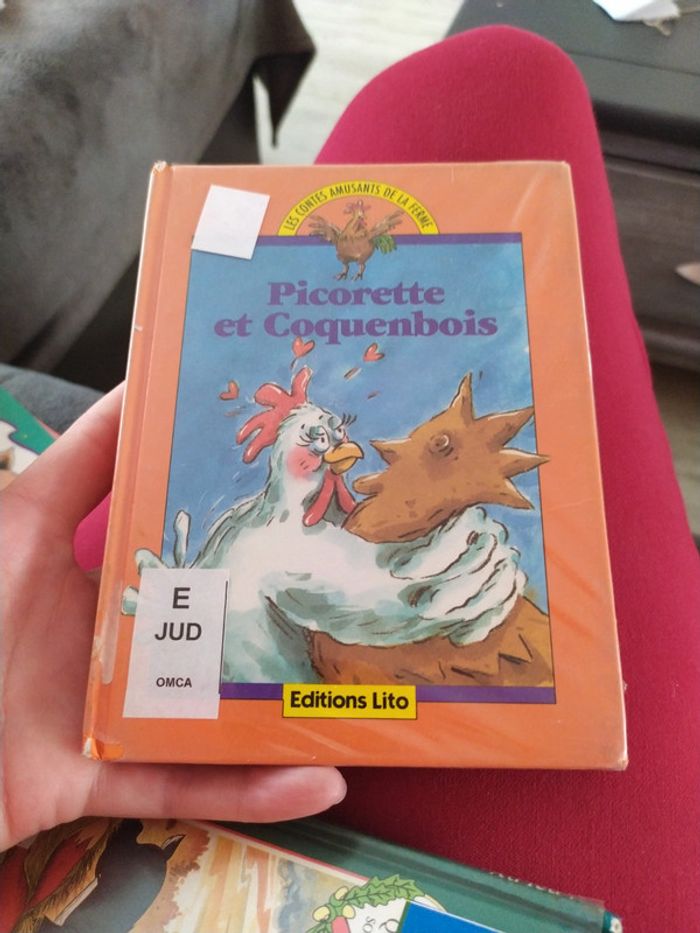 LES CONTES AMUSANTS DE LA FERME
Picorette
et Coquenbois
E
JUD
OMCA
Editions Lito